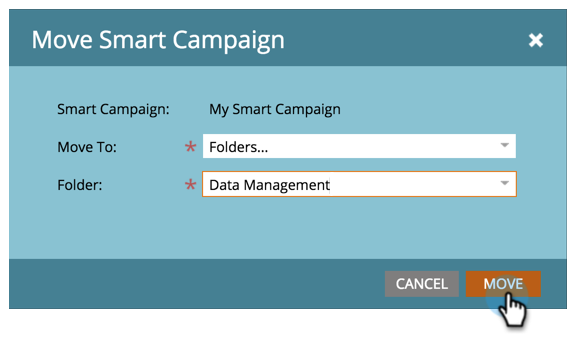 Move Smart Campaign
Smart Campaign: My Smart Campaign
Move To: * Folders...
Folder: * Data Management
CANCEL MOVE